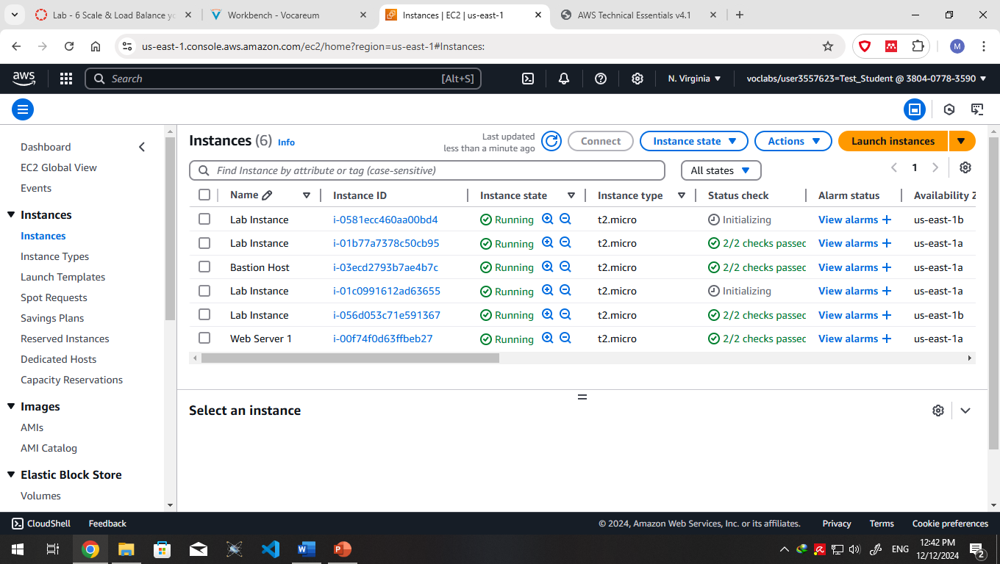 Lab - 6 Scale & Load Balance yo
Workbench - Vocareum
Instances | EC2 | us-east-1
AWS Technical Essentials v4.1
us-east-1.console.aws.amazon.com/ec2/home?region=us-east-1#Instances:
M
aws
Search
[Alt+S]
N. Virginia
voclabs/user3557623=Test_Student @ 3804-0778-3590
Dashboard
EC2 Global View
Events
Instances
Instances
Instance Types
Launch Templates
Spot Requests
Savings Plans
Reserved Instances
Dedicated Hosts
Capacity Reservations
Images
AMIs
AMI Catalog
Elastic Block Store
Volumes
Instances (6) Info
Last updated
less than a minute ago
Connect
Instance state
Actions
Launch instances
Find Instance by attribute or tag (case-sensitive)
All states
1
Name Instance ID Instance state Instance type Status check Alarm status Availability Z
Lab Instance i-0581ecc460aa00bd4 Running t2.micro Initializing View alarms + us-east-1b
Lab Instance i-01b77a7378c50cb95 Running t2.micro 2/2 checks passed View alarms + us-east-1a
Bastion Host i-03ecd2793b7ae4b7c Running t2.micro 2/2 checks passed View alarms + us-east-1a
Lab Instance i-01c0991612ad63655 Running t2.micro Initializing View alarms + us-east-1a
Lab Instance i-056d053c71e591367 Running t2.micro 2/2 checks passed View alarms + us-east-1b
Web Server 1 i-00f74f0d63ffbeb27 Running t2.micro 2/2 checks passed View alarms + us-east-1a
Select an instance
CloudShell
Feedback
© 2024, Amazon Web Services, Inc. or its affiliates.
Privacy
Terms
Cookie preferences
ENG
12:42 PM
12/12/2024
2